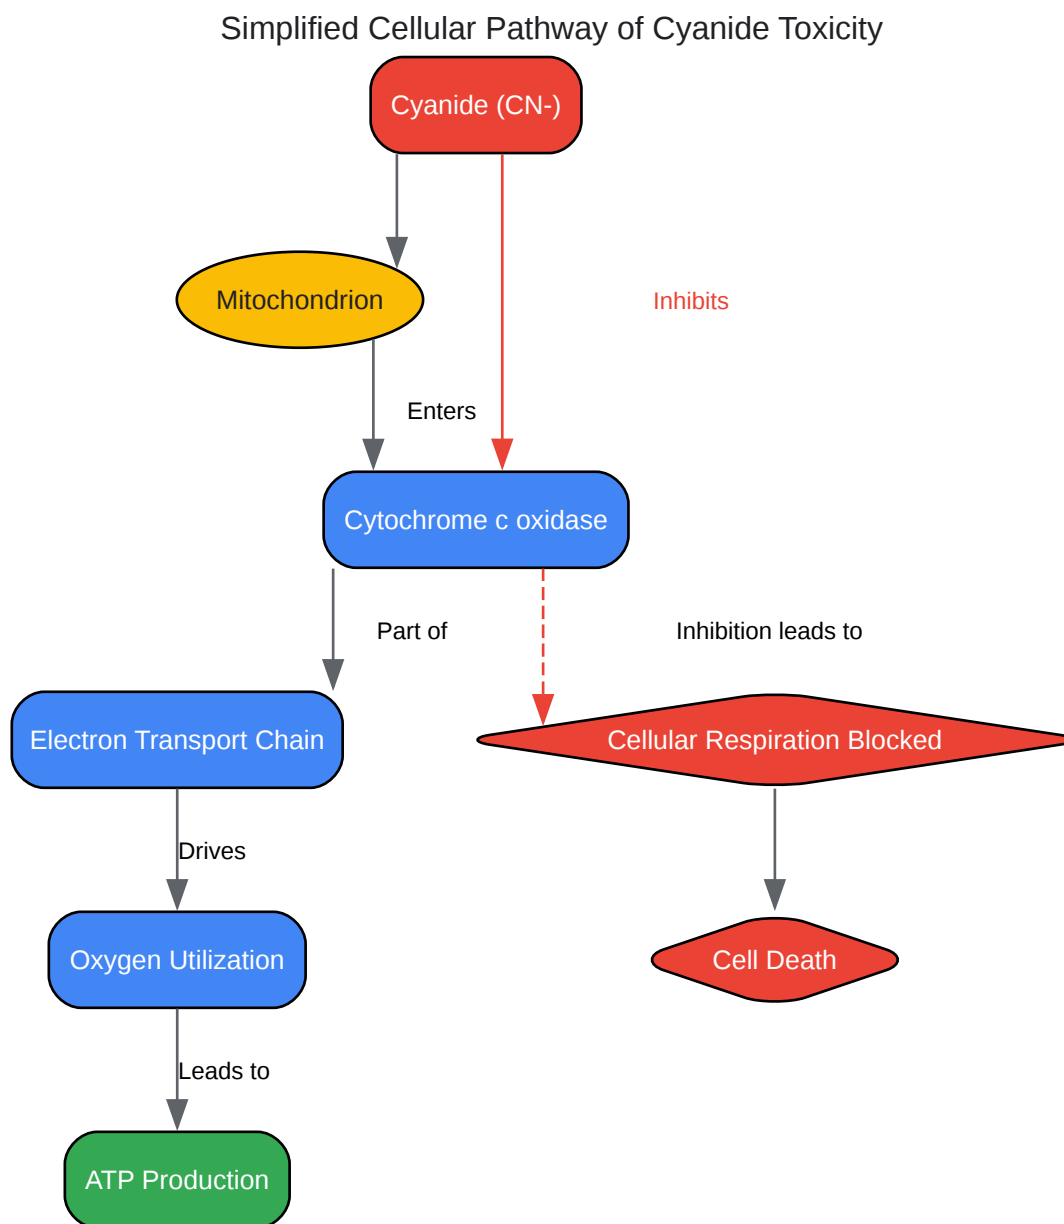 Simplified Cellular Pathway of Cyanide Toxicity
Cyanide (CN-)
Mitochondrion
Inhibits
Enters
Cytochrome c oxidase
Part of
Inhibition leads to
Electron Transport Chain
Cellular Respiration Blocked
Drives
Oxygen Utilization
Cell Death
Leads to
ATP Production